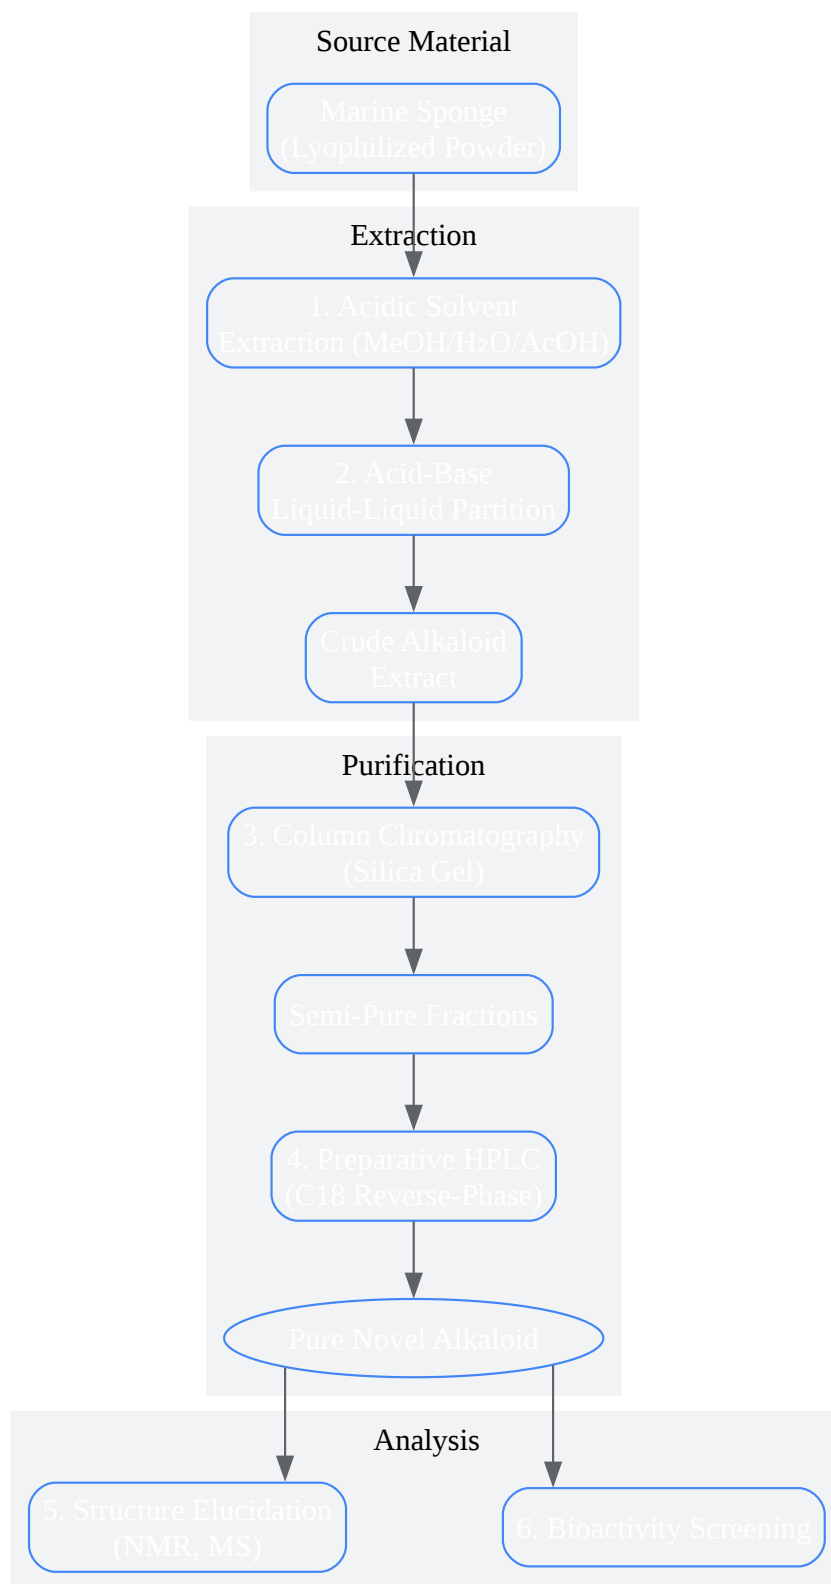 Source Material
Marine Sponge
(Lyophilized Powder)
Extraction
1. Acidic Solvent
Extraction (MeOH/H₂O/AcOH)
2. Acid-Base
Liquid-Liquid Partition
Crude Alkaloid
Extract
Purification
3. Column Chromatography
(Silica Gel)
Semi-Pure Fractions
4. Preparative HPLC
(C18 Reverse-Phase)
Pure Novel Alkaloid
Analysis
5. Structure Elucidation
(NMR, MS)
6. Bioactivity Screening